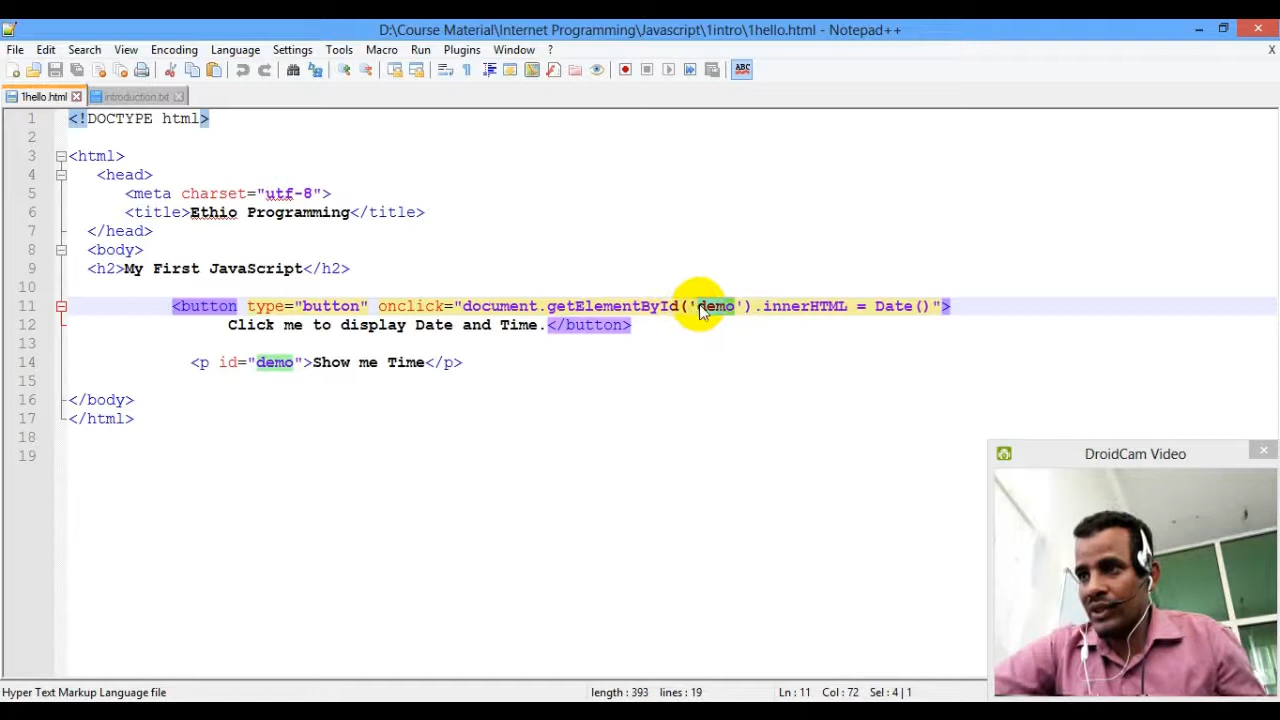 D:\Course Material\Internet Programming\Javascript\1intro\1hello.html - Notepad++
File Edit Search View Encoding Language Settings Tools Macro Run Plugins Window ? X
ABC
1hello.html introduction.txt
1 <!DOCTYPE html>
2
3 <html>
4 <head>
5 <meta charset="utf-8">
6 <title>Ethio Programming</title>
7 </head>
8 <body>
9 <h2>My First JavaScript</h2>
10
11 <button type="button" onclick="document.getElementById('demo').innerHTML = Date()">
12 Click me to display Date and Time.</button>
13
14 <p id="demo">Show me Time</p>
15
16 </body>
17 </html>
18
19
DroidCam Video
Hyper Text Markup Language file length : 393 lines : 19 Ln : 11 Col : 72 Sel : 4 | 1